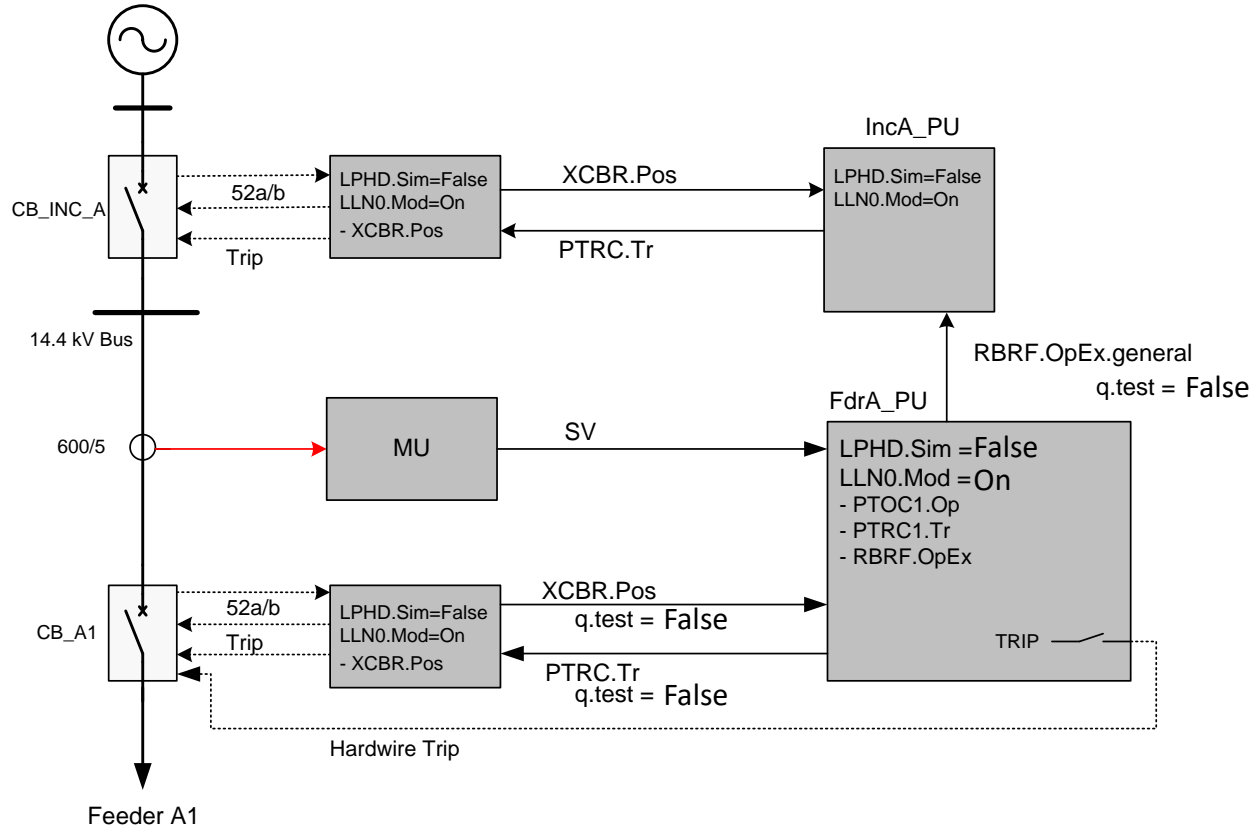 IncA_PU
CB_INC_A
52a/b
Trip
LPHD.Sim=False
LLN0.Mod=On
- XCBR.Pos
XCBR.Pos
PTRC.Tr
LPHD.Sim=False
LLN0.Mod=On
14.4 kV Bus
RBRF.OpEx.general
q.test = False
FdrA_PU
600/5
MU
SV
LPHD.Sim =False
LLN0.Mod =On
- PTOC1.Op
- PTRC1.Tr
- RBRF.OpEx
TRIP
CB_A1
52a/b
Trip
LPHD.Sim=False
LLN0.Mod=On
- XCBR.Pos
XCBR.Pos
q.test = False
PTRC.Tr
q.test = False
Hardwire Trip
Feeder A1